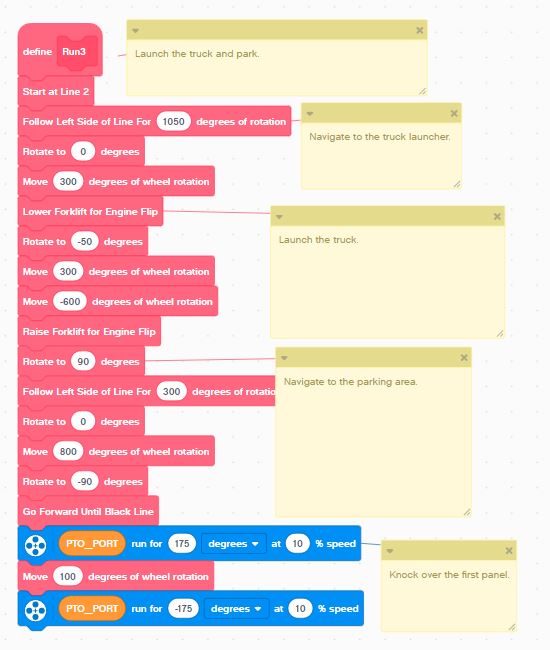 define Run3
Launch the truck and park.
Start at Line 2
Follow Left Side of Line For 1050 degrees of rotation
Navigate to the truck launcher.
Rotate to 0 degrees
Move 300 degrees of wheel rotation
Lower Forklift for Engine Flip
Launch the truck.
Rotate to -50 degrees
Move 300 degrees of wheel rotation
Move -600 degrees of wheel rotation
Raise Forklift for Engine Flip
Rotate to 90 degrees
Navigate to the parking area.
Follow Left Side of Line For 300 degrees of rotatio
Rotate to 0 degrees
Move 800 degrees of wheel rotation
Rotate to -90 degrees
Go Forward Until Black Line
PTO_PORT run for 175 degrees at 10 % speed
Knock over the first panel.
Move 100 degrees of wheel rotation
PTO_PORT run for -175 degrees at 10 % speed